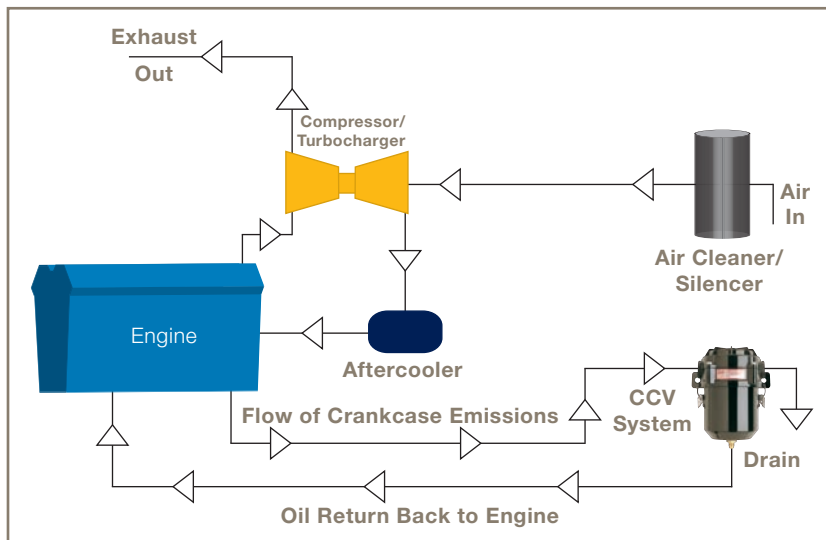 Exhaust
Out
Compressor/
Turbocharger
Air
In
Air Cleaner/
Silencer
Engine
Aftercooler
Flow of Crankcase Emissions
CCV
System
Drain
Oil Return Back to Engine